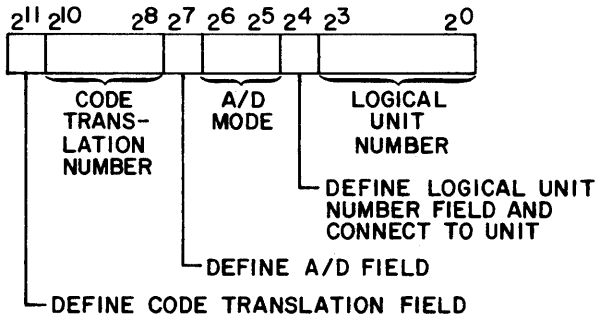 2¹¹ 2¹⁰ 2⁸ 2⁷ 2⁶ 2⁵ 2⁴ 2³ 2⁰
CODE
TRANS-
LATION
NUMBER
A/D
MODE
LOGICAL
UNIT
NUMBER
DEFINE LOGICAL UNIT
NUMBER FIELD AND
CONNECT TO UNIT
DEFINE A/D FIELD
DEFINE CODE TRANSLATION FIELD